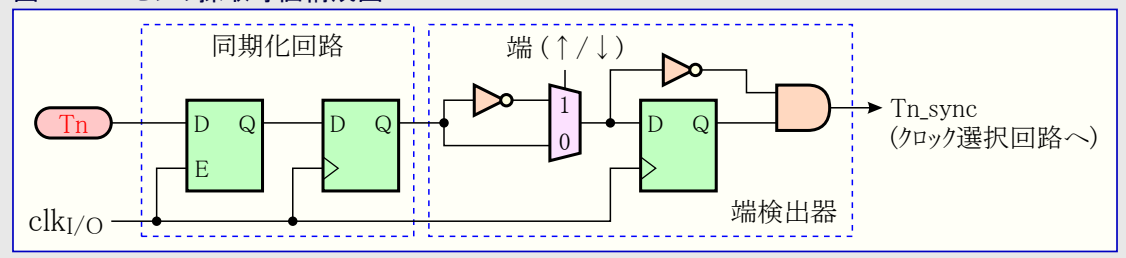 同期化回路
端 (↑/↓)
Tn
D Q
E
D Q
1
0
D Q
Tn_sync
(クロック選択回路へ)
clkI/O
端検出器